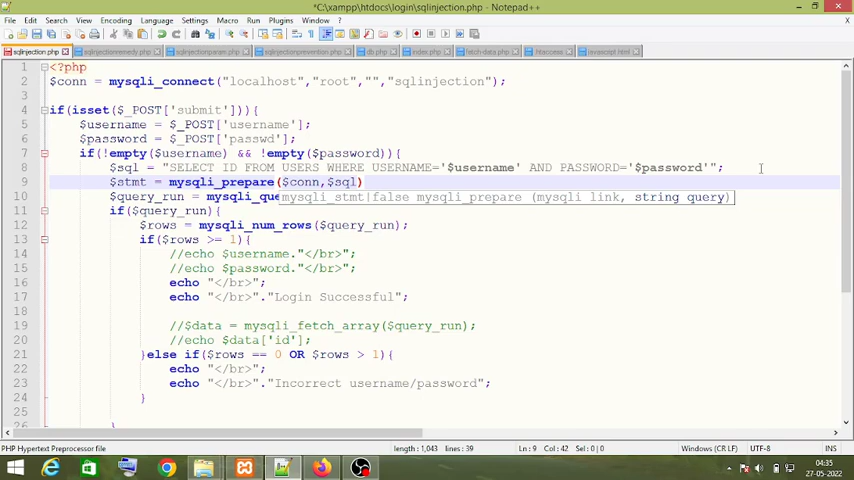 *C:\xampp\htdocs\login\sqlinjection.php - Notepad++
File Edit Search View Encoding Language Settings Macro Run Plugins Window ?
sqlinjection.php sqlinjectionremedy.php sqlinjectionparam.php sqlinjectionprevention.php db.php index.php fetch-data.php .htaccess javascript.html
1 <?php
2 $conn = mysqli_connect("localhost","root","","sqlinjection");
3
4 if(isset($_POST['submit'])){
5 $username = $_POST['username'];
6 $password = $_POST['passwd'];
7 if(!empty($username) && !empty($password)){
8 $sql = "SELECT ID FROM USERS WHERE USERNAME='$username' AND PASSWORD='$password'";
9 $stmt = mysqli_prepare($conn,$sql)
10 $query_run = mysqli_que mysqli_stmt|false mysqli_prepare (mysqli link, string query)
11 if($query_run){
12 $rows = mysqli_num_rows($query_run);
13 if($rows >= 1){
14 //echo $username."</br>";
15 //echo $password."</br>";
16 echo "</br>";
17 echo "</br>"."Login Successful";
18
19 //$data = mysqli_fetch_array($query_run);
20 //echo $data['id'];
21 }else if($rows == 0 OR $rows > 1){
22 echo "</br>";
23 echo "</br>"."Incorrect username/password";
24 }
25
26 }
PHP Hypertext Preprocessor file length : 1,043 lines : 39 Ln : 9 Col : 42 Sel : 0 | 0 Windows (CR LF) UTF-8 INS
04:35
27-05-2022